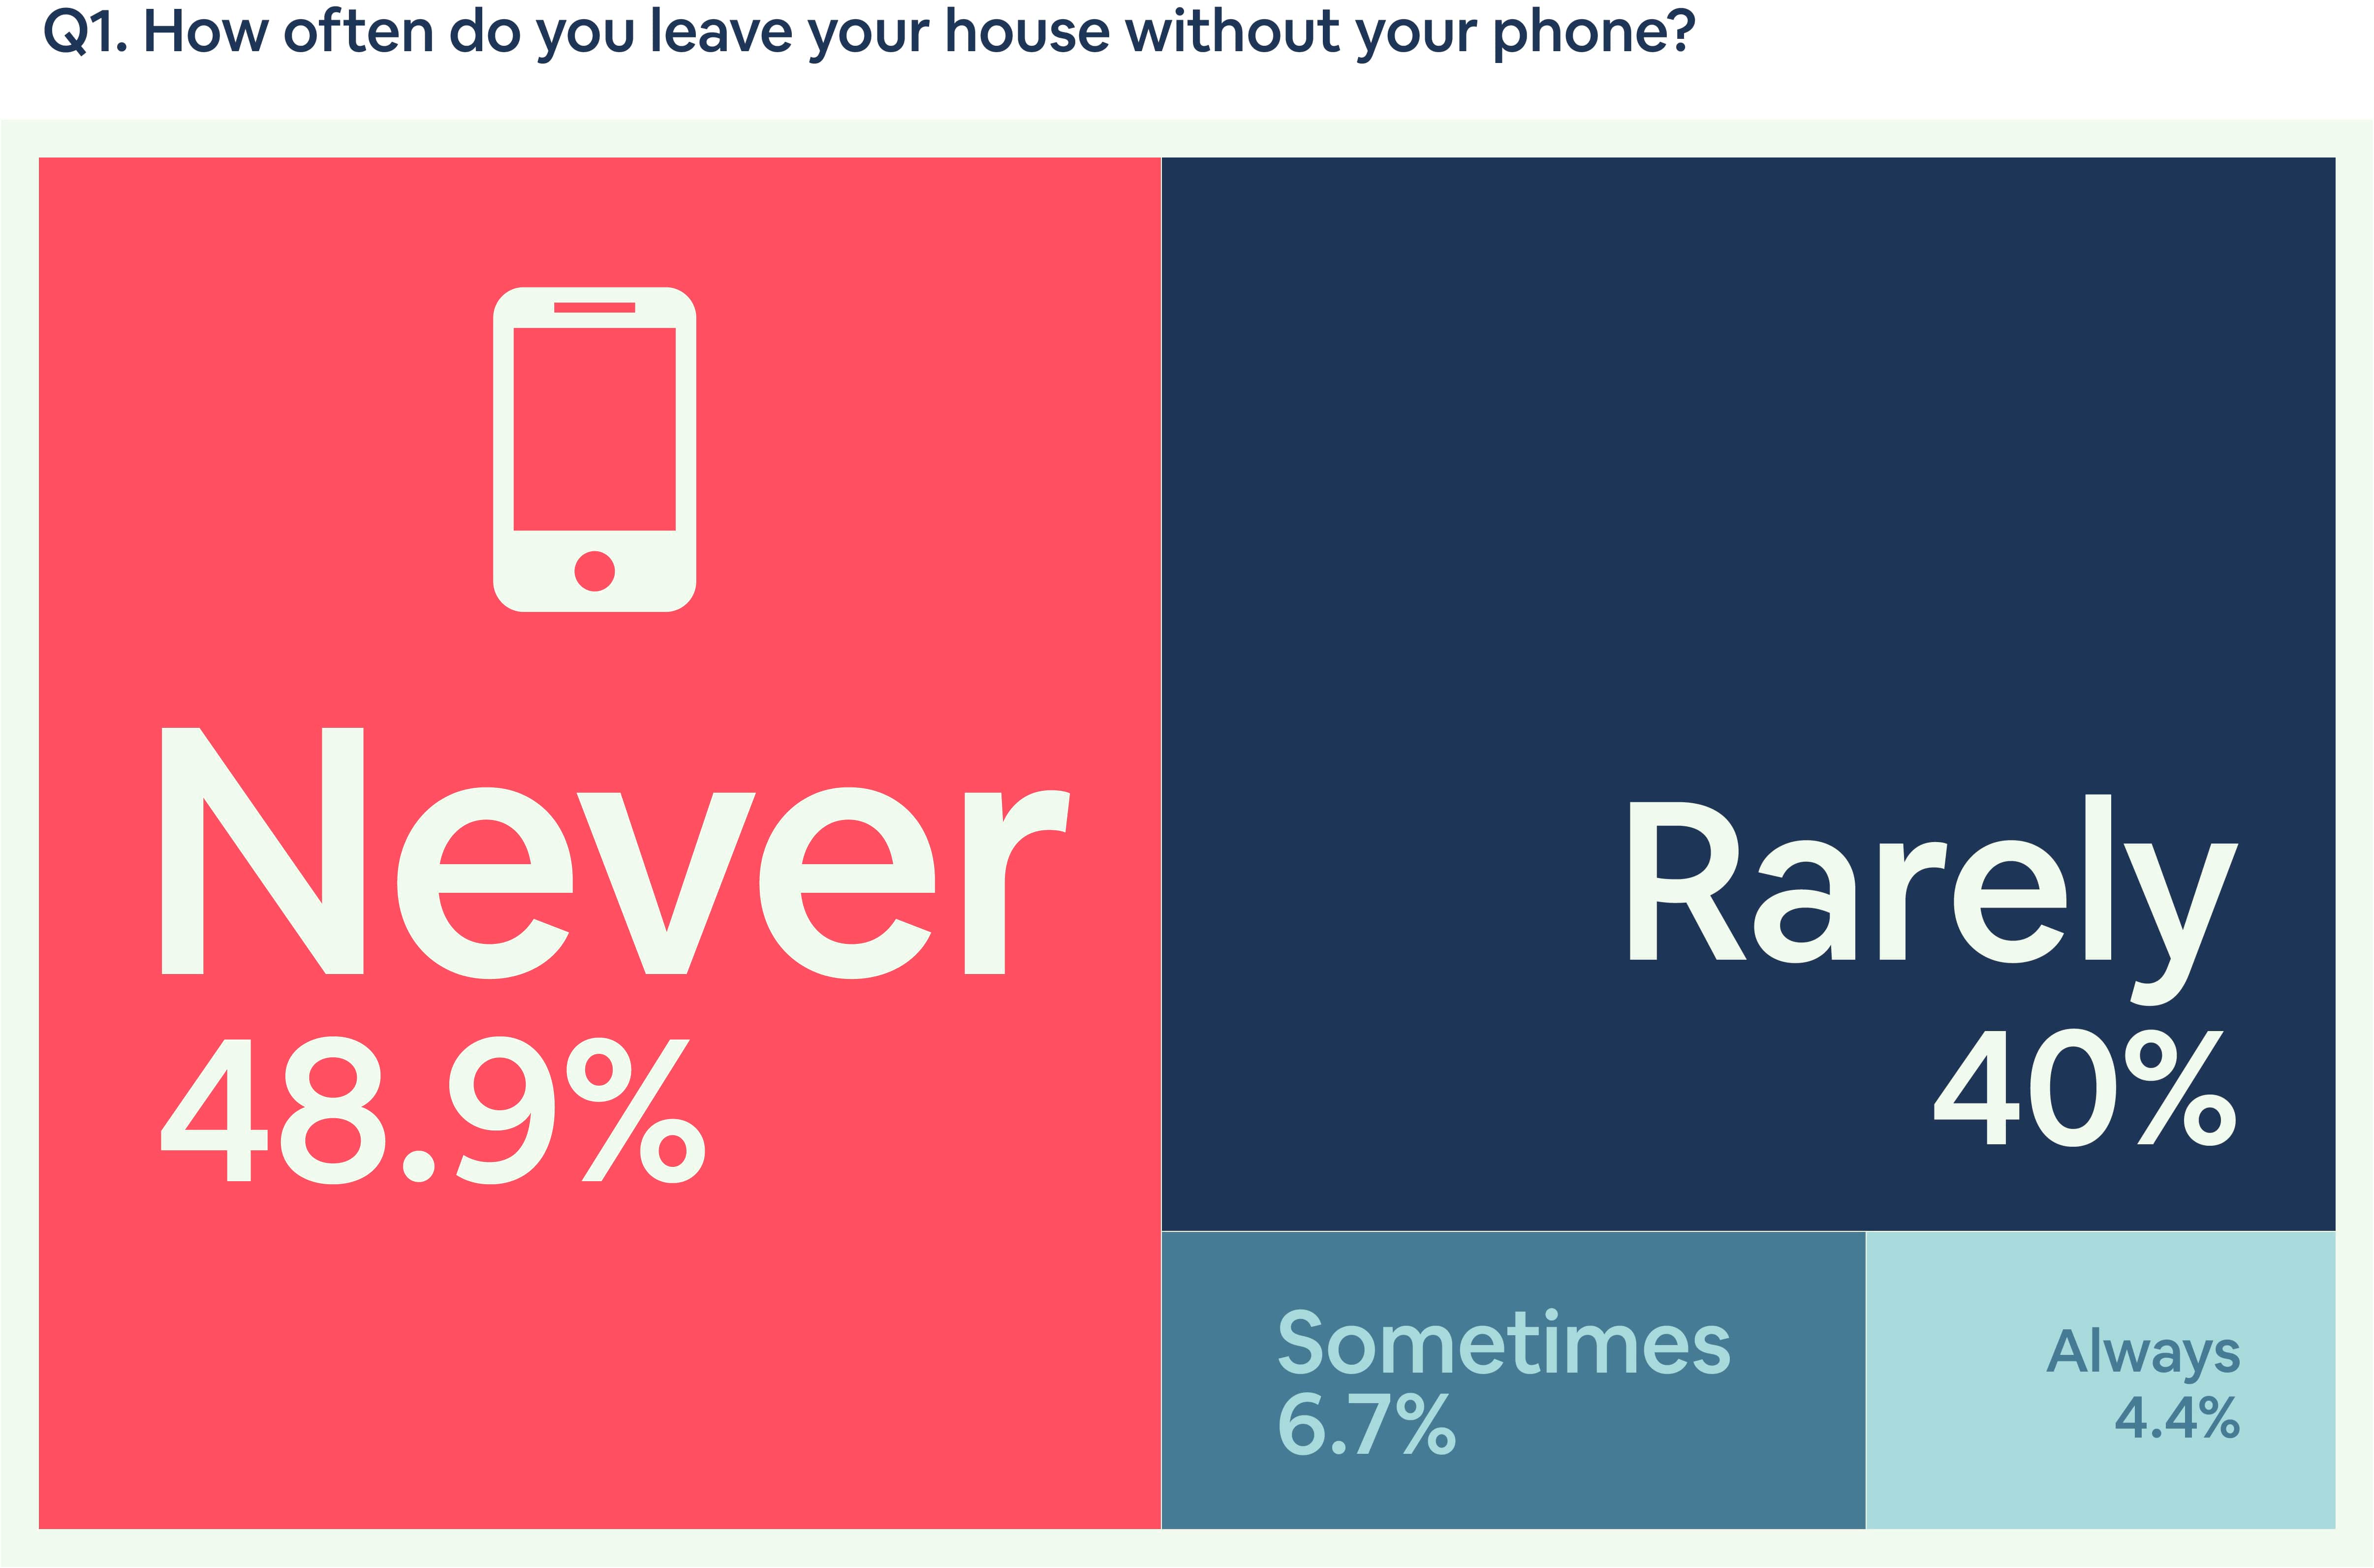 Q1. How often do you leave your house without your phone?
Never
48.9%
Rarely
40%
Sometimes
6.7%
Always
4.4%